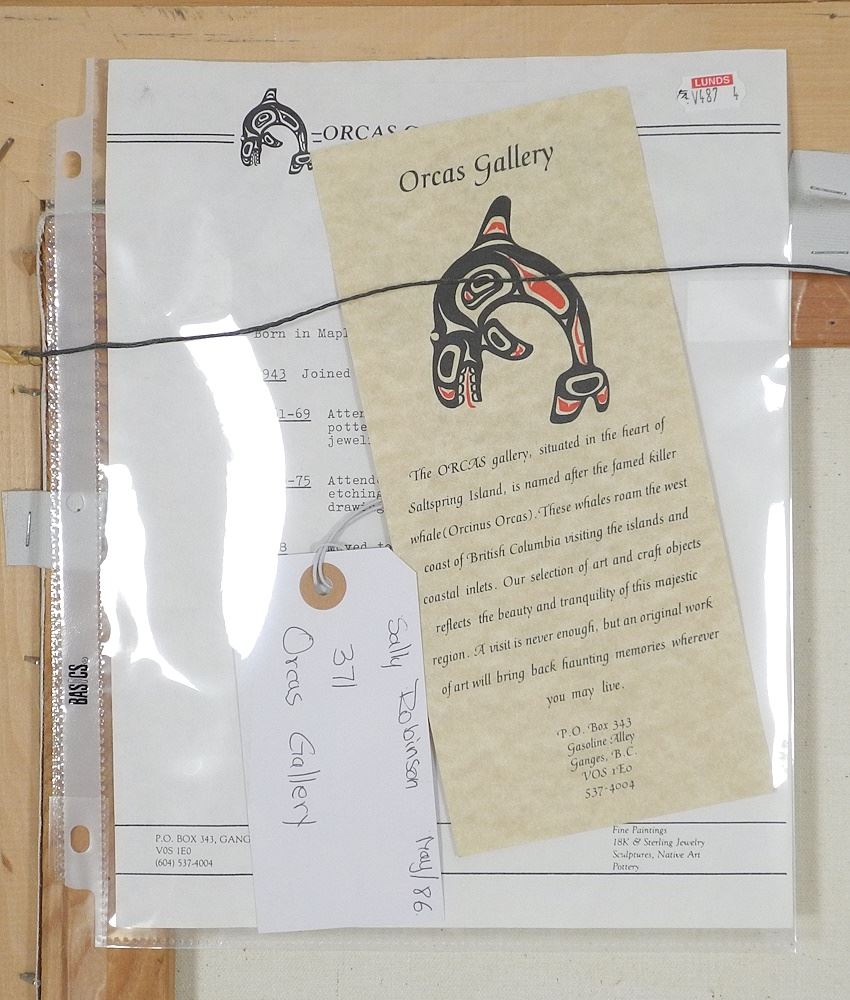 LUNDS
V487 4
ORCAS
Orcas Gallery
Born in Mapl
943 Joined
1-69 Atten
potte
jewel
-75 Attend
etching
drawi
8 moved to
The ORCAS gallery, situated in the heart of
Saltspring Island, is named after the famed killer
whale (Orcinus Orcas). These whales roam the west
coast of British Columbia visiting the islands and
coastal inlets. Our selection of art and craft objects
reflects the beauty and tranquility of this majestic
region. A visit is never enough, but an original work
of art will bring back haunting memories wherever
you may live.
P.O. Box 343
Gasoline Alley
Ganges, B.C.
VOS 1E0
537-4004
Sally Robinson May/86
371
Orcas Gallery
BASICS
P.O. BOX 343, GANG
V0S 1E0
(604) 537-4004
Fine Paintings
18K & Sterling Jewelry
Sculptures, Native Art
Pottery